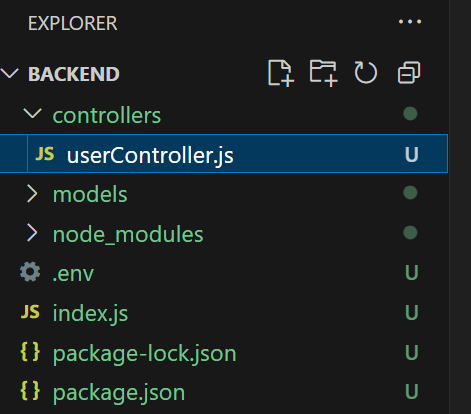 EXPLORER
BACKEND
controllers
JS userController.js U
models
node_modules
.env U
JS index.js U
{} package-lock.json U
{} package.json U